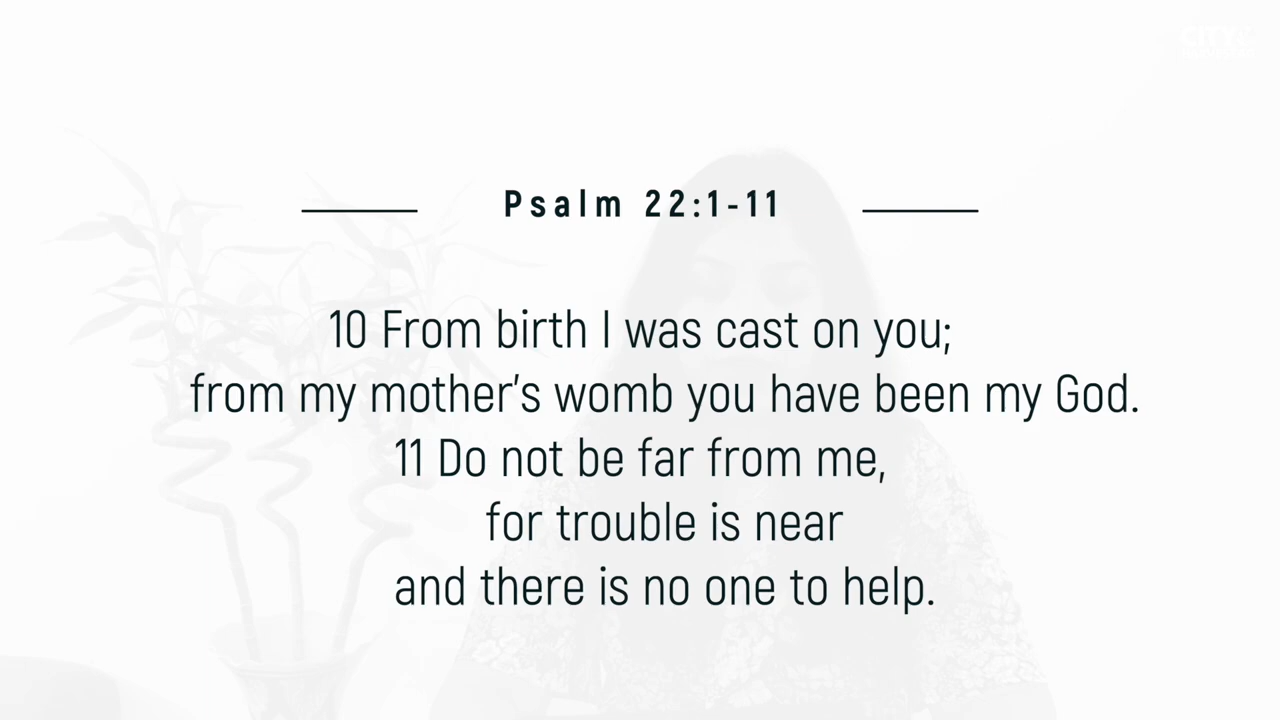 CITY
Psalm 22:1-11
10 From birth I was cast on you;
from my mother’s womb you have been my God.
11 Do not be far from me,
for trouble is near
and there is no one to help.